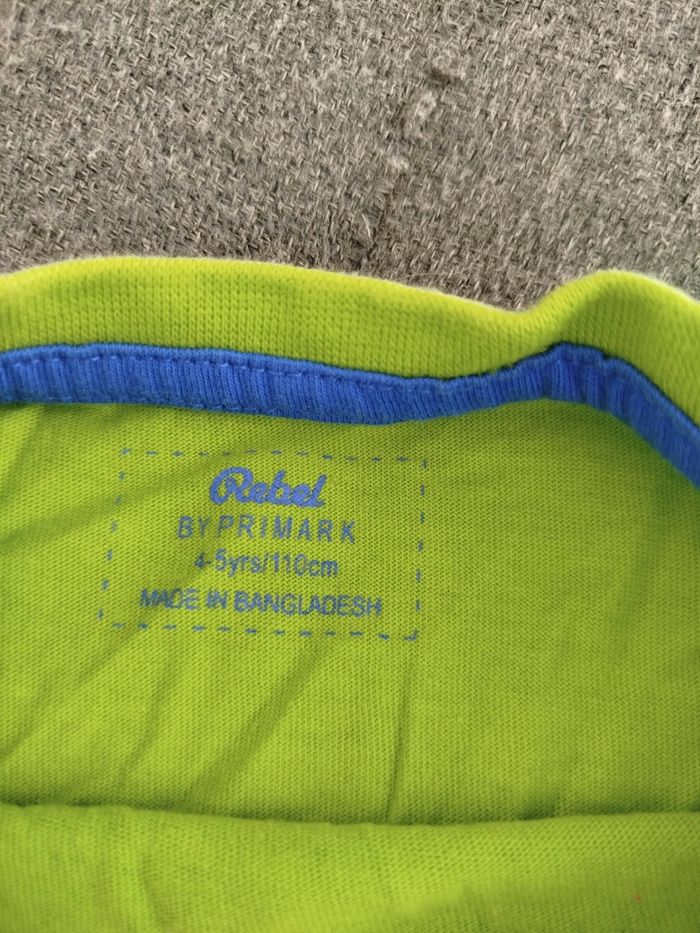 Rebel
BY PRIMARK
4-5yrs/110cm
MADE IN BANGLADESH